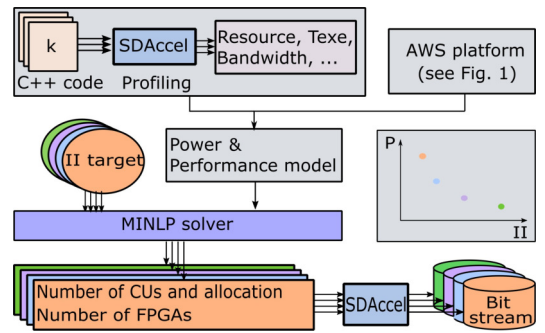 k
SDAccel
Resource, Texe,
Bandwidth, ...
C++ code
Profiling
AWS platform
(see Fig. 1)
II target
Power &
Performance model
P
II
MINLP solver
Number of CUs and allocation
Number of FPGAs
SDAccel
Bit
stream